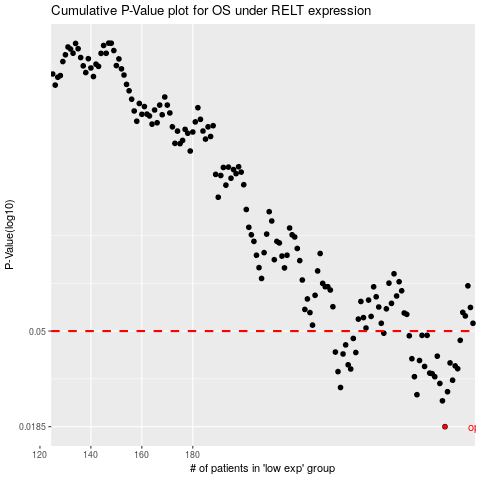 Cumulative P-Value plot for OS under RELT expression
P-Value(log10)
0.05
0.0185
op
120 140 160 180
# of patients in 'low exp' group